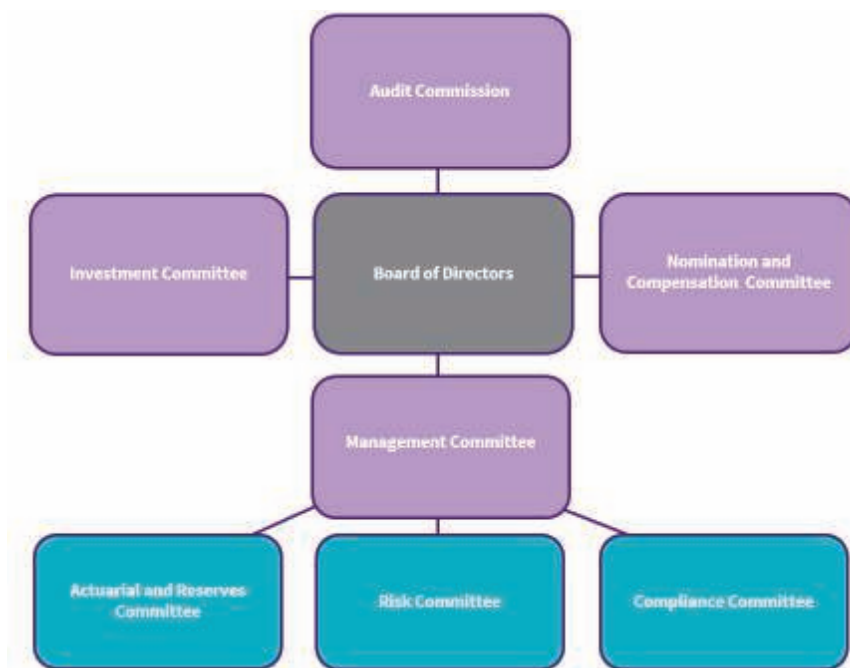 Audit Commission
Investment Committee
Board of Directors
Nomination and
Compensation Committee
Management Committee
Actuarial and Reserves
Committee
Risk Committee
Compliance Committee